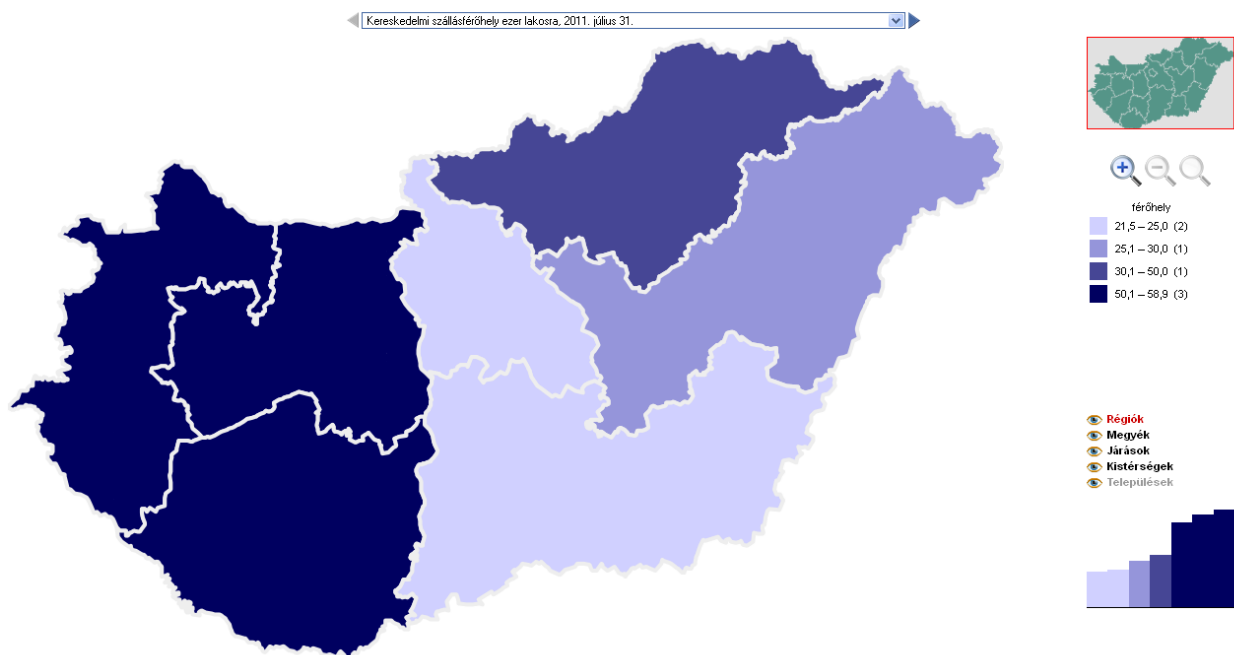 Kereskedelmi szállásférőhely ezer lakosra, 2011. július 31.
férőhely
21,5 – 25,0 (2)
25,1 – 30,0 (1)
30,1 – 50,0 (1)
50,1 – 58,9 (3)
Régiók
Megyék
Járások
Kistérségek
Települések